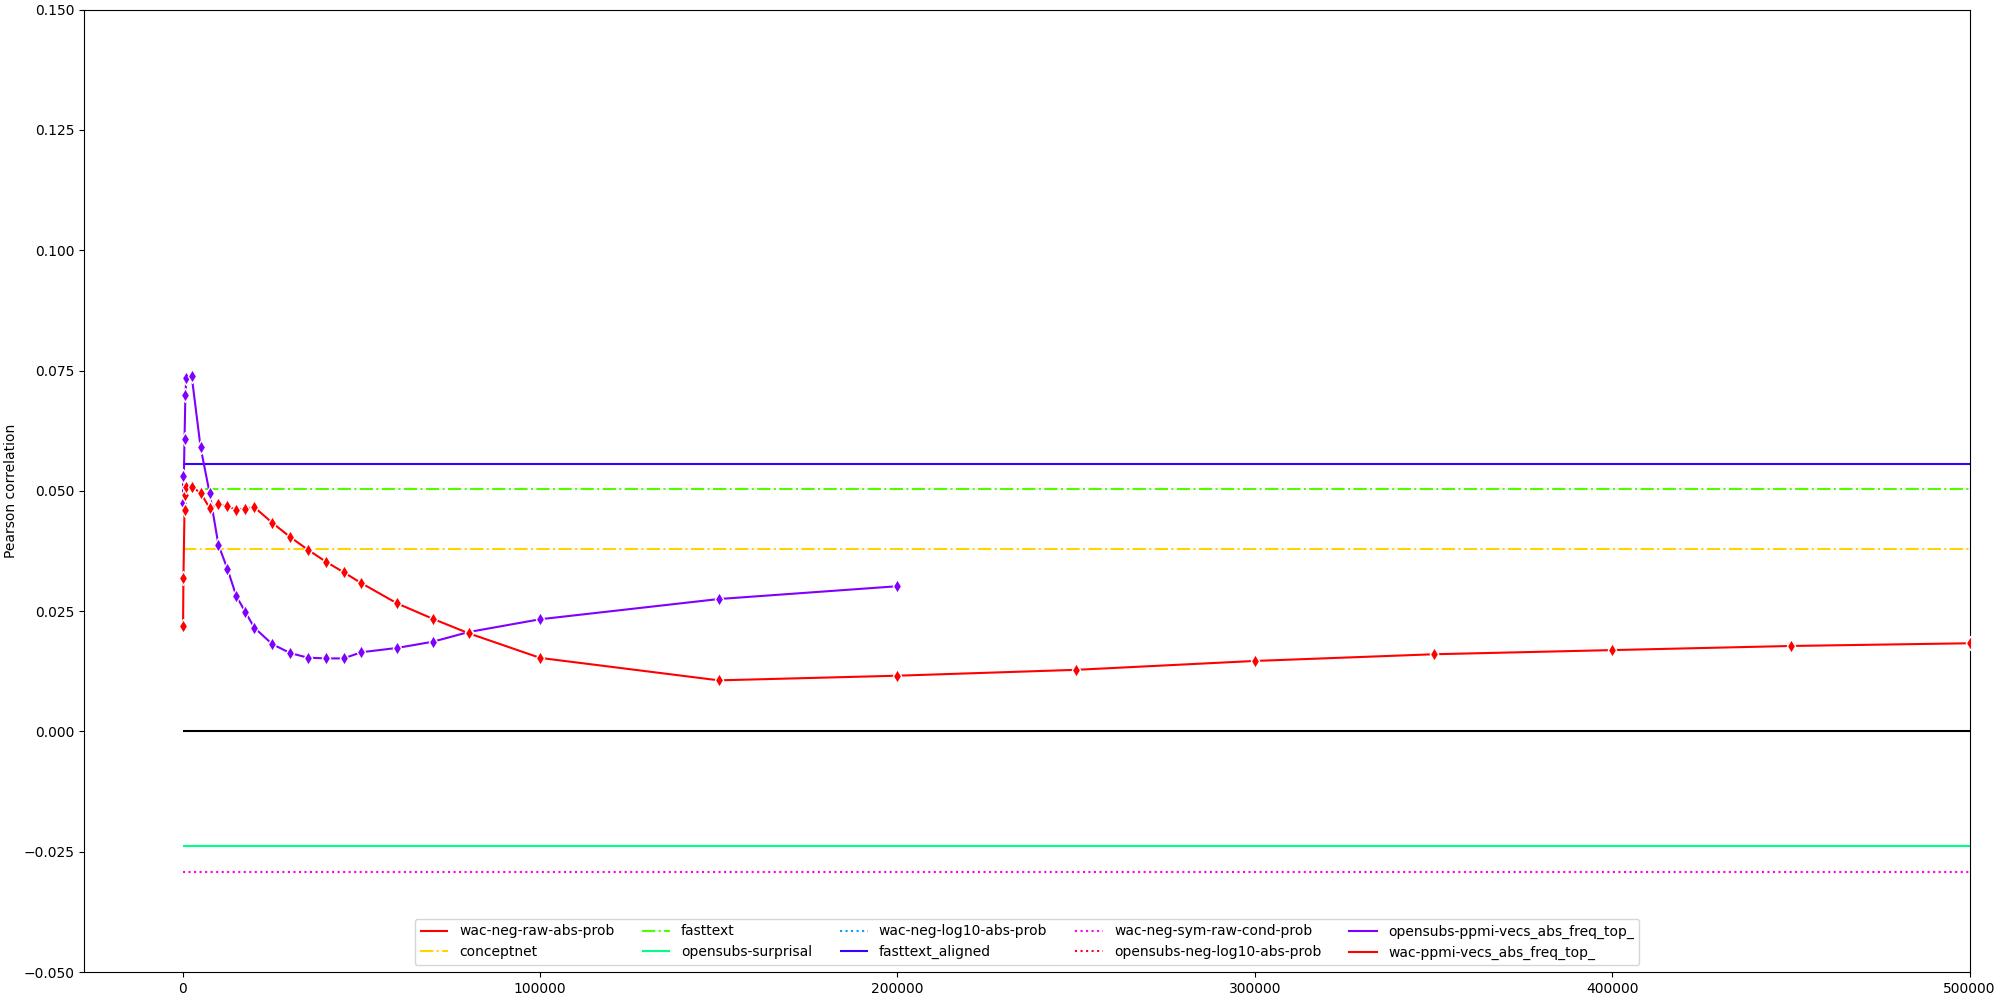 0.150
0.125
0.100
0.075
0.050
0.025
0.000
−0.025
−0.050
Pearson correlation
wac-neg-raw-abs-prob
conceptnet
fasttext
opensubs-surprisal
wac-neg-log10-abs-prob
fasttext_aligned
wac-neg-sym-raw-cond-prob
opensubs-neg-log10-abs-prob
opensubs-ppmi-vecs_abs_freq_top_
wac-ppmi-vecs_abs_freq_top_
0 100000 200000 300000 400000 500000